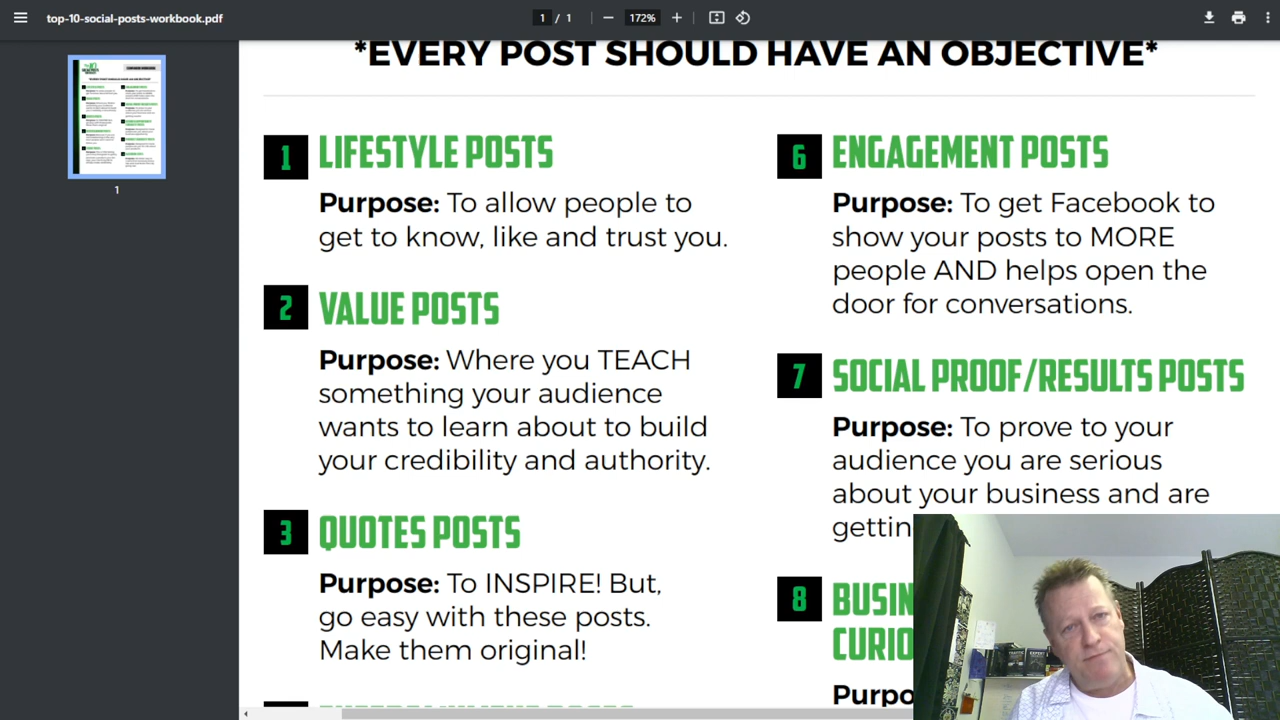 top-10-social-posts-workbook.pdf
1 / 1
172%
1
*EVERY POST SHOULD HAVE AN OBJECTIVE*
1 LIFESTYLE POSTS
Purpose: To allow people to
get to know, like and trust you.
2 VALUE POSTS
Purpose: Where you TEACH
something your audience
wants to learn about to build
your credibility and authority.
3 QUOTES POSTS
Purpose: To INSPIRE! But,
go easy with these posts.
Make them original!
6 ENGAGEMENT POSTS
Purpose: To get Facebook to
show your posts to MORE
people AND helps open the
door for conversations.
7 SOCIAL PROOF/RESULTS POSTS
Purpose: To prove to your
audience you are serious
about your business and are
gettin
8 BUSIN
CURIO
Purpo